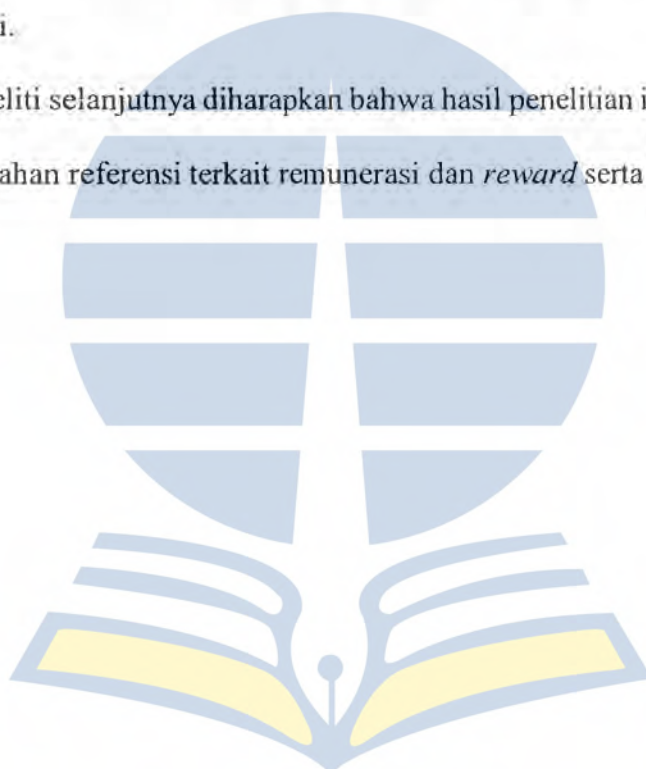 i.
eliti selanjutnya diharapkan bahwa hasil penelitian i
ahan referensi terkait remunerasi dan reward serta